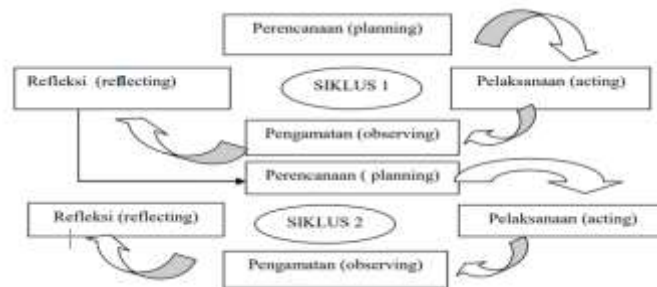 Perencanaan (planning)
Refleksi (reflecting)
SIKLUS 1
Pelaksanaan (acting)
Pengamatan (observing)
Perencanaan ( planning)
Refleksi (reflecting)
SIKLUS 2
Pelaksanaan (acting)
Pengamatan (observing)